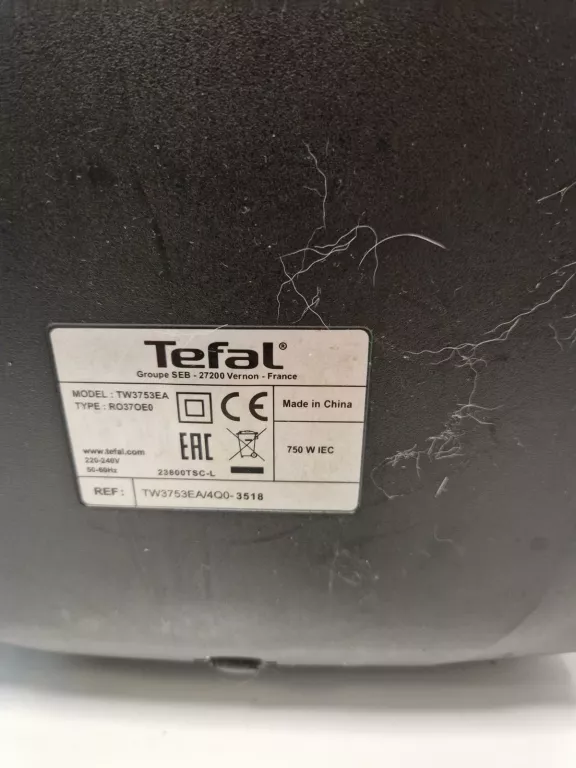 Tefal®
Groupe SEB - 27200 Vernon - France
MODEL : TW3753EA
TYPE : RO37OE0
CE
Made in China
www.tefal.com
220-240V
50-60Hz
EAC
23800TSC-L
750 W IEC
REF : TW3753EA/4Q0-3518